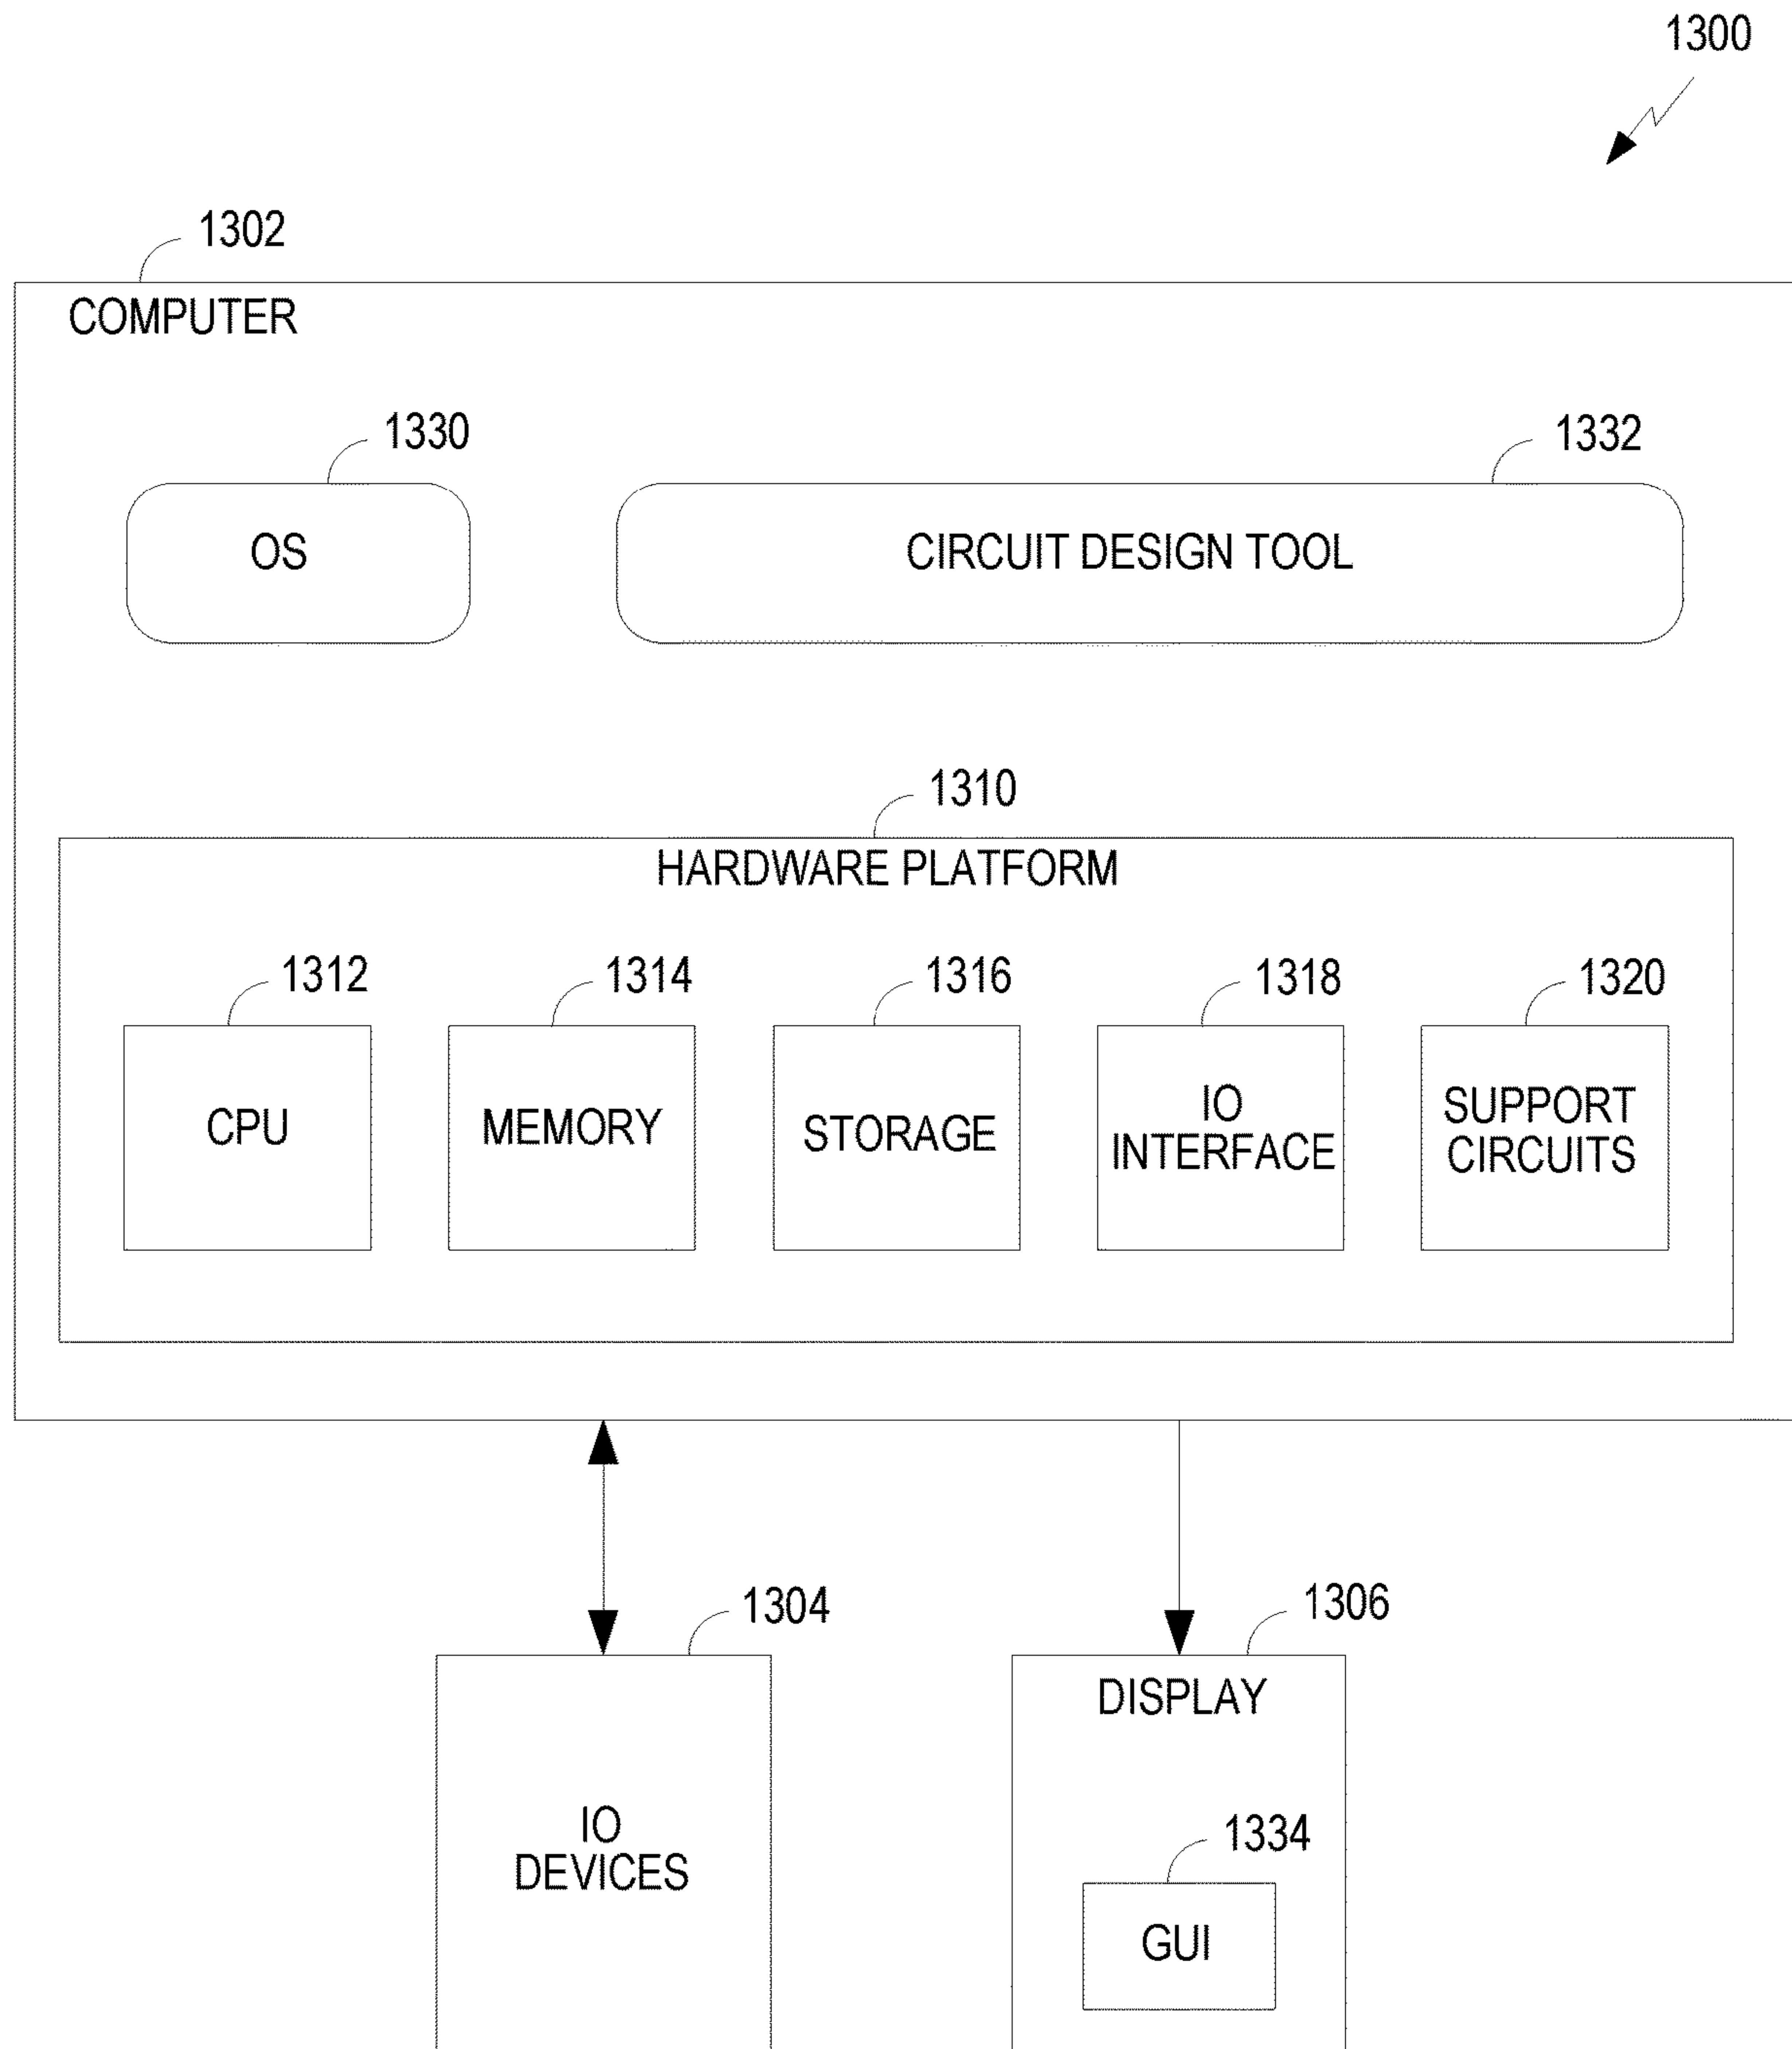 1300
1302
COMPUTER
1330
1332
OS
CIRCUIT DESIGN TOOL
1310
HARDWARE PLATFORM
1312
1314
1316
1318
1320
CPU
MEMORY
STORAGE
IO
INTERFACE
SUPPORT
CIRCUITS
1304
1306
DISPLAY
IO
DEVICES
1334
GUI